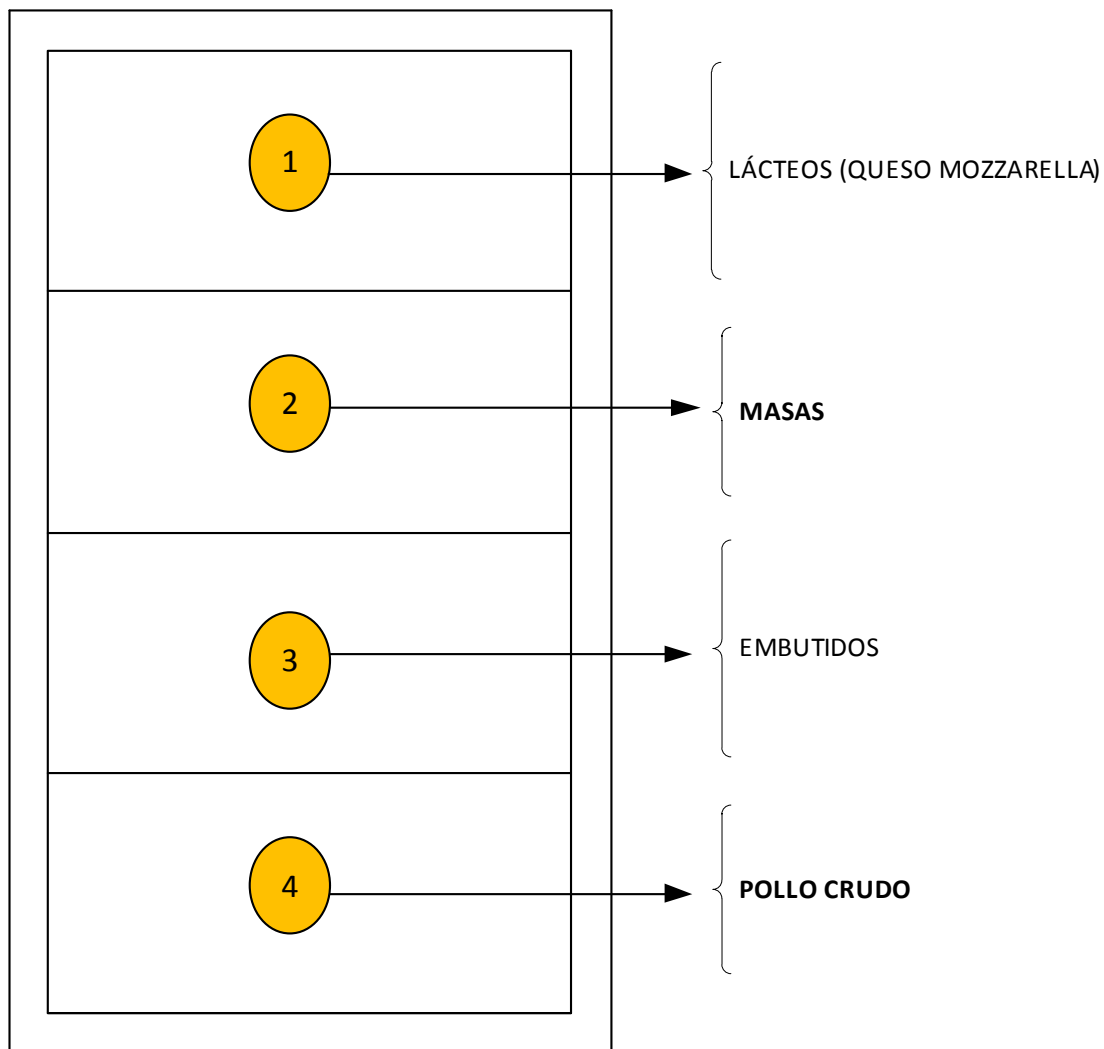 1
LÁCTEOS (QUESO MOZZARELLA)
2
MASAS
3
EMBUTIDOS
4
POLLO CRUDO